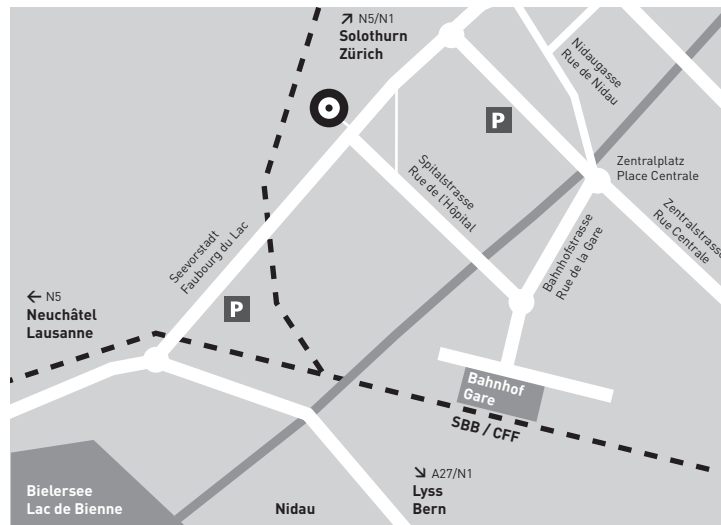 ↗ N5/N1
Solothurn
Zürich
P
Nidaugasse
Rue de Nidau
Zentralplatz
Place Centrale
Spitalstrasse
Rue de l'Hôpital
Zentralstrasse
Rue Centrale
Seevorstadt
Faubourg du Lac
Bahnhofstrasse
Rue de la Gare
← N5
Neuchâtel
Lausanne
P
Bahnhof
Gare
SBB / CFF
Bielersee
Lac de Bienne
Nidau
↘ A27/N1
Lyss
Bern